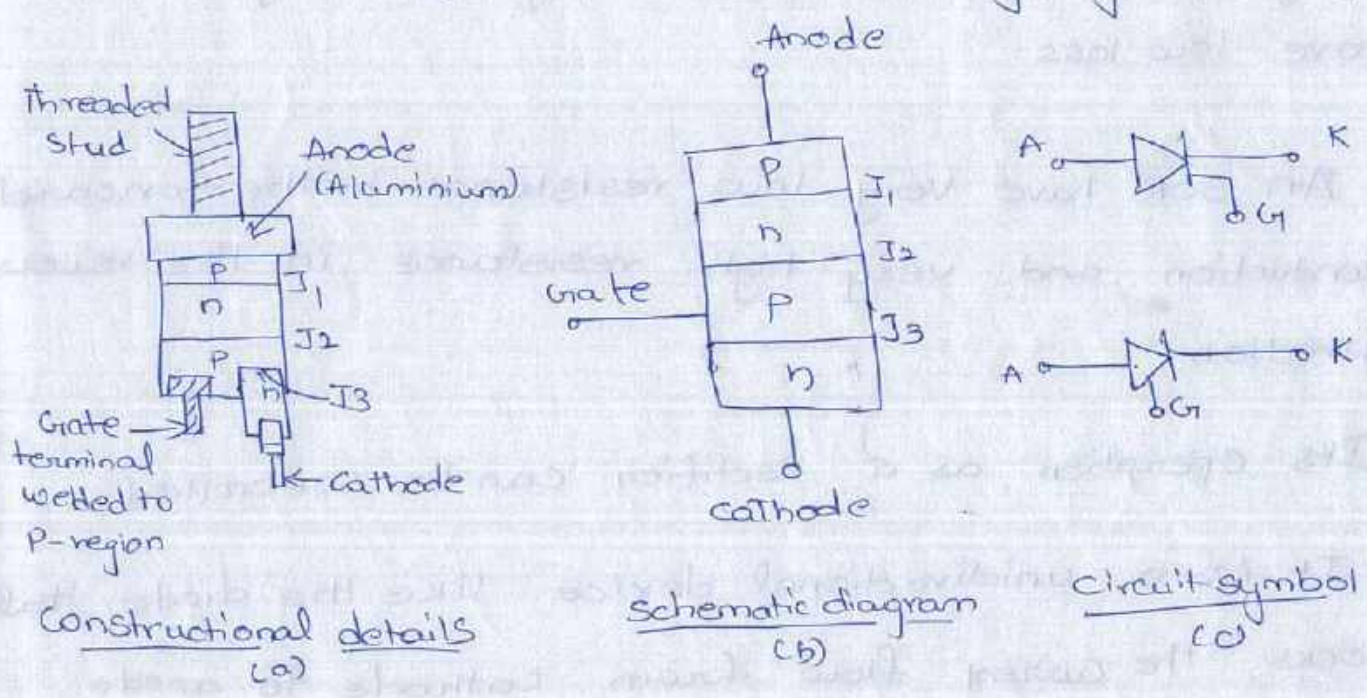 Threaded
Stud
Anode
(Aluminium)
P
J1
n
J2
P
n
J3
Gate
terminal
welded to
P-region
Cathode
Constructional details
(a)
Anode
P
J1
n
J2
Gate
P
J3
n
Cathode
Schematic diagram
(b)
A
K
G
A
K
G
Circuit symbol
(c)